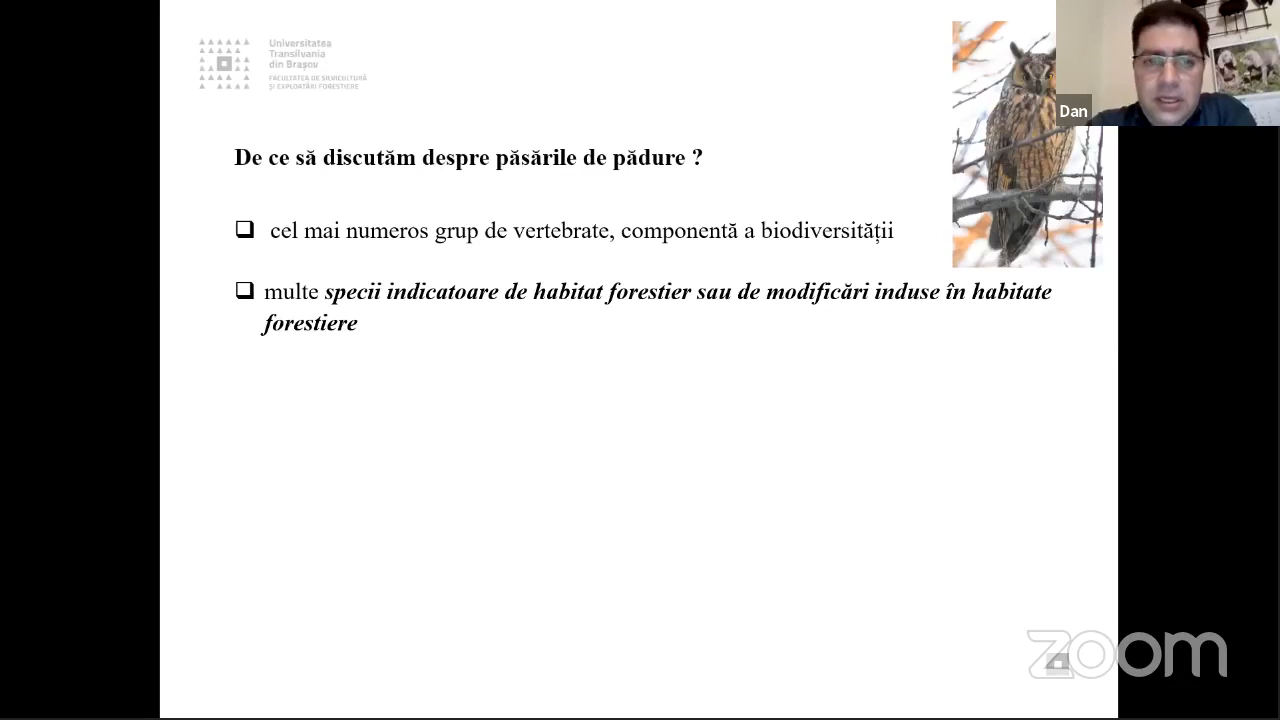 Universitatea
Transilvania
din Brașov
FACULTATEA DE SILVICULTURĂ
ȘI EXPLOATĂRI FORESTIERE
Dan
De ce să discutăm despre păsările de pădure ?
cel mai numeros grup de vertebrate, componentă a biodiversității
multe specii indicatoare de habitat forestier sau de modificări induse în habitate
forestiere
zoom